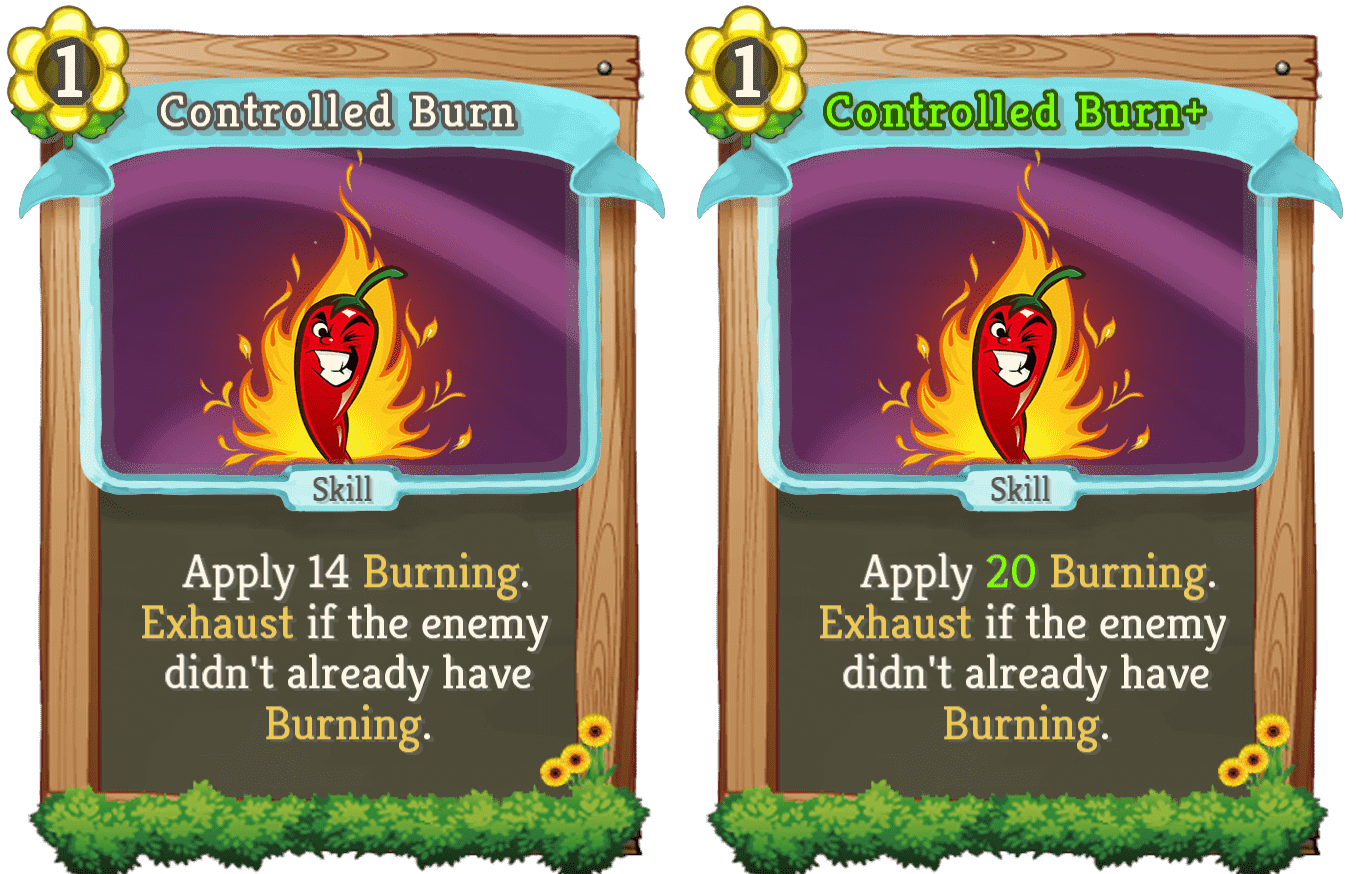 1
Controlled Burn
Skill
Apply 14 Burning.
Exhaust if the enemy
didn't already have
Burning.
1
Controlled Burn+
Skill
Apply 20 Burning.
Exhaust if the enemy
didn't already have
Burning.